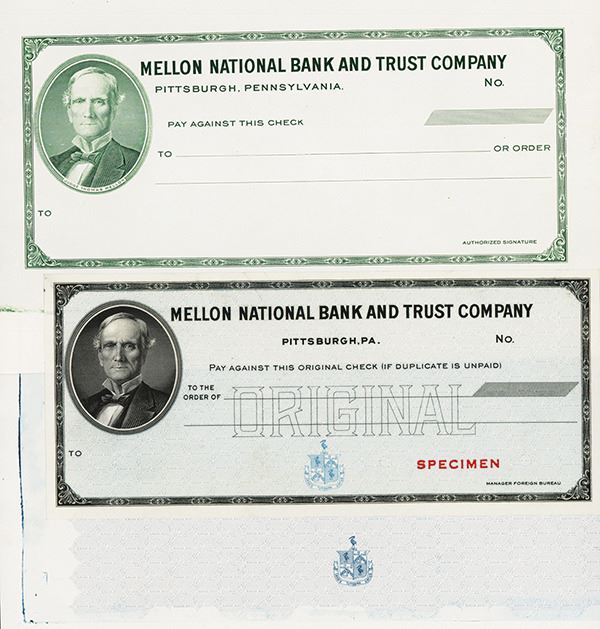 MELLON NATIONAL BANK AND TRUST COMPANY
PITTSBURGH, PENNSYLVANIA.
No.
PAY AGAINST THIS CHECK
TO
OR ORDER
THOMAS MELLON
TO
AUTHORIZED SIGNATURE
MELLON NATIONAL BANK AND TRUST COMPANY
PITTSBURGH, PA.
No.
PAY AGAINST THIS ORIGINAL CHECK (IF DUPLICATE IS UNPAID)
TO THE
ORDER OF
ORIGINAL
TO
SPECIMEN
MANAGER FOREIGN BUREAU